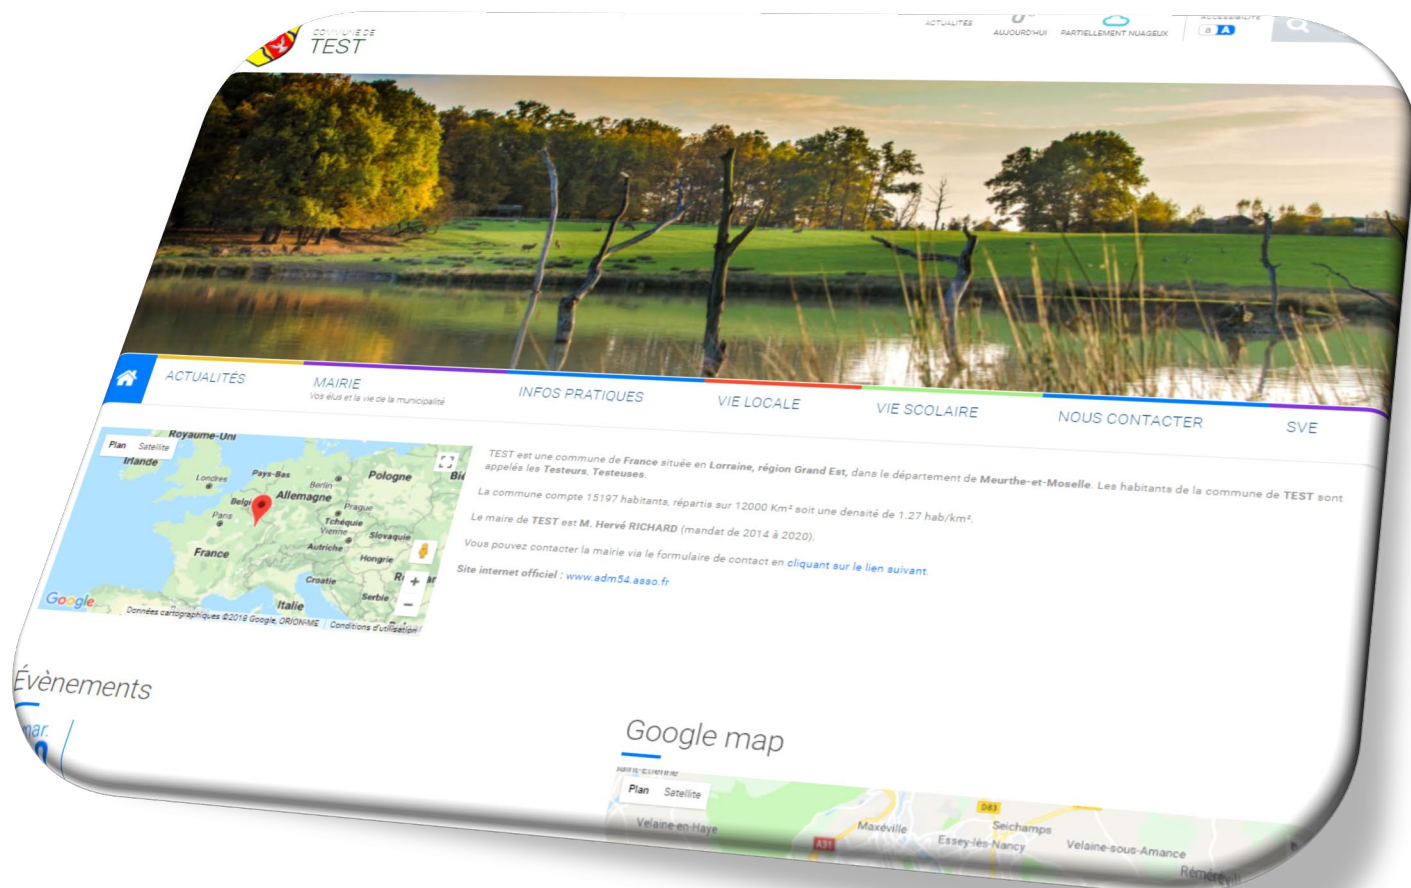 COMMUNE DE
TEST
ACTUALITÉS
AUJOURD'HUI
PARTIELLEMENT NUAGEUX
ACCESSIBILITÉ
a A
ACTUALITÉS
MAIRIE
Vos élus et la vie de la municipalité
INFOS PRATIQUES
VIE LOCALE
VIE SCOLAIRE
NOUS CONTACTER
SVE
Plan Satellite
Royaume-Uni
Irlande
Londres
Pays-Bas
Berlin
Pologne
Allemagne
Paris
Prague
Tchéquie
Vienne
Slovaquie
France
Autriche
Hongrie
Croatie
Serbie
Italie
Google
Données cartographiques ©2018 Google, ORION-ME
Conditions d'utilisation
TEST est une commune de France située en Lorraine, région Grand Est, dans le département de Meurthe-et-Moselle. Les habitants de la commune de TEST sont
appelés les Testeurs, Testeuses.
La commune compte 15197 habitants, répartis sur 12000 Km² soit une densité de 1.27 hab/km².
Le maire de TEST est M. Hervé RICHARD (mandat de 2014 à 2020).
Vous pouvez contacter la mairie via le formulaire de contact en cliquant sur le lien suivant.
Site internet officiel : www.adm54.asso.fr
Évènements
mar.
Google map
Plan Satellite
Velaine-en-Haye
A31
Maxéville
D83
Seichamps
Essey-lès-Nancy
Velaine-sous-Amance